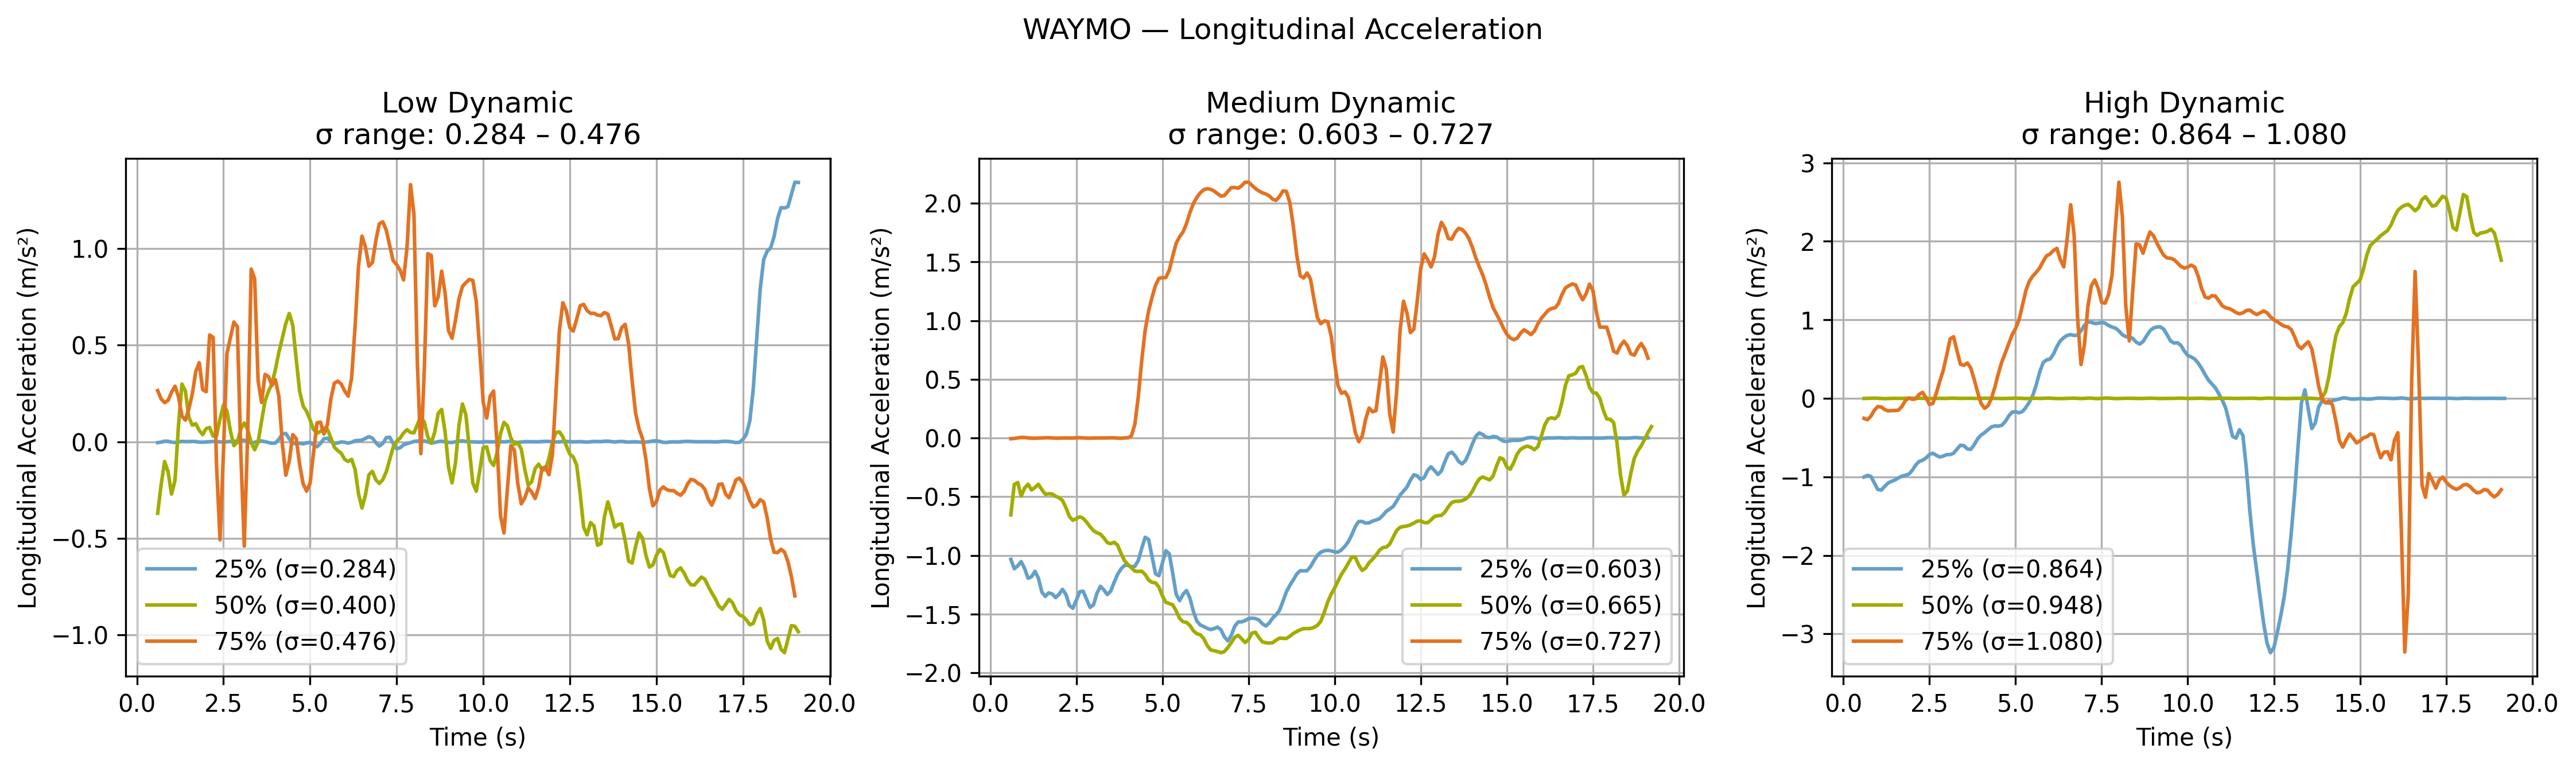 WAYMO — Longitudinal Acceleration
Low Dynamic
σ range: 0.284 – 0.476
Longitudinal Acceleration (m/s²)
1.0
0.5
0.0
−0.5
−1.0
25% (σ=0.284)
50% (σ=0.400)
75% (σ=0.476)
0.0 2.5 5.0 7.5 10.0 12.5 15.0 17.5 20.0
Time (s)
Medium Dynamic
σ range: 0.603 – 0.727
Longitudinal Acceleration (m/s²)
2.0
1.5
1.0
0.5
0.0
−0.5
−1.0
−1.5
−2.0
25% (σ=0.603)
50% (σ=0.665)
75% (σ=0.727)
0.0 2.5 5.0 7.5 10.0 12.5 15.0 17.5 20.0
Time (s)
High Dynamic
σ range: 0.864 – 1.080
Longitudinal Acceleration (m/s²)
3
2
1
0
−1
−2
−3
25% (σ=0.864)
50% (σ=0.948)
75% (σ=1.080)
0.0 2.5 5.0 7.5 10.0 12.5 15.0 17.5 20.0
Time (s)